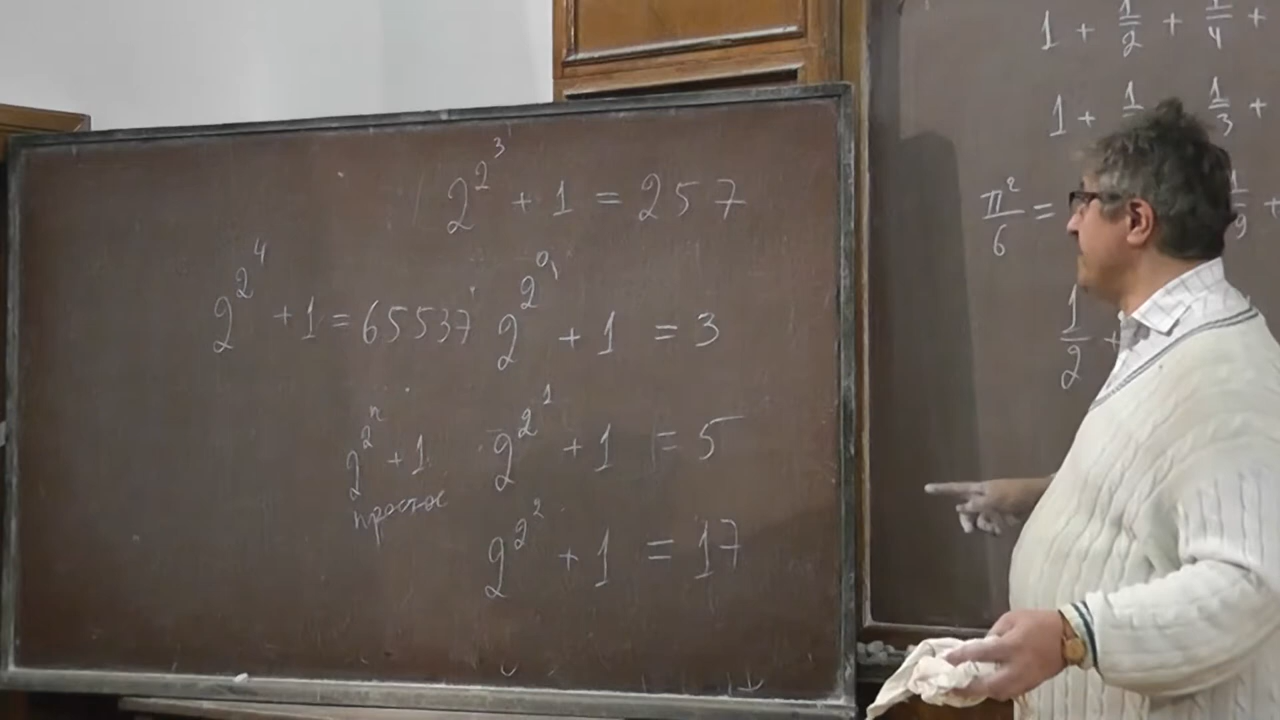 2^{2^3} + 1 = 257
2^{2^4} + 1 = 65537
2^{2^0} + 1 = 3
2^{2^n} + 1
простое
2^{2^1} + 1 = 5
2^{2^2} + 1 = 17
1 + 1/2 + 1/4 +
1 + 1/ 1/3 +
π^2/6 = 1/9 +
1/2 +